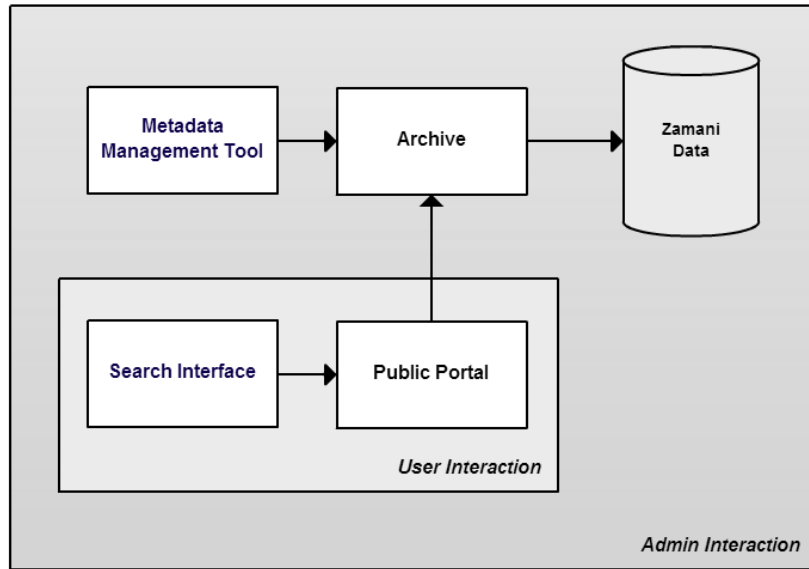 Metadata
Management Tool
Archive
Zamani
Data
Search Interface
Public Portal
User Interaction
Admin Interaction